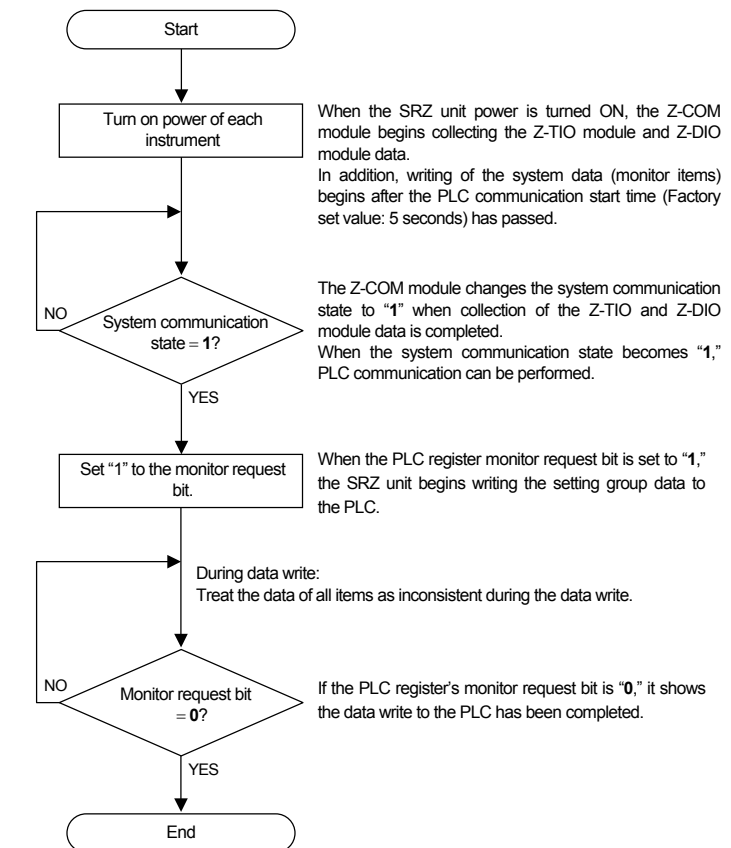 Start
Turn on power of each
instrument
When the SRZ unit power is turned ON, the Z-COM
module begins collecting the Z-TIO module and Z-DIO
module data.
In addition, writing of the system data (monitor items)
begins after the PLC communication start time (Factory
set value: 5 seconds) has passed.
NO
System communication
state = 1?
YES
The Z-COM module changes the system communication
state to “1” when collection of the Z-TIO and Z-DIO
module data is completed.
When the system communication state becomes “1,”
PLC communication can be performed.
Set “1” to the monitor request
bit.
When the PLC register monitor request bit is set to “1,”
the SRZ unit begins writing the setting group data to
the PLC.
During data write:
Treat the data of all items as inconsistent during the data write.
NO
Monitor request bit
= 0?
YES
If the PLC register’s monitor request bit is “0,” it shows
the data write to the PLC has been completed.
End